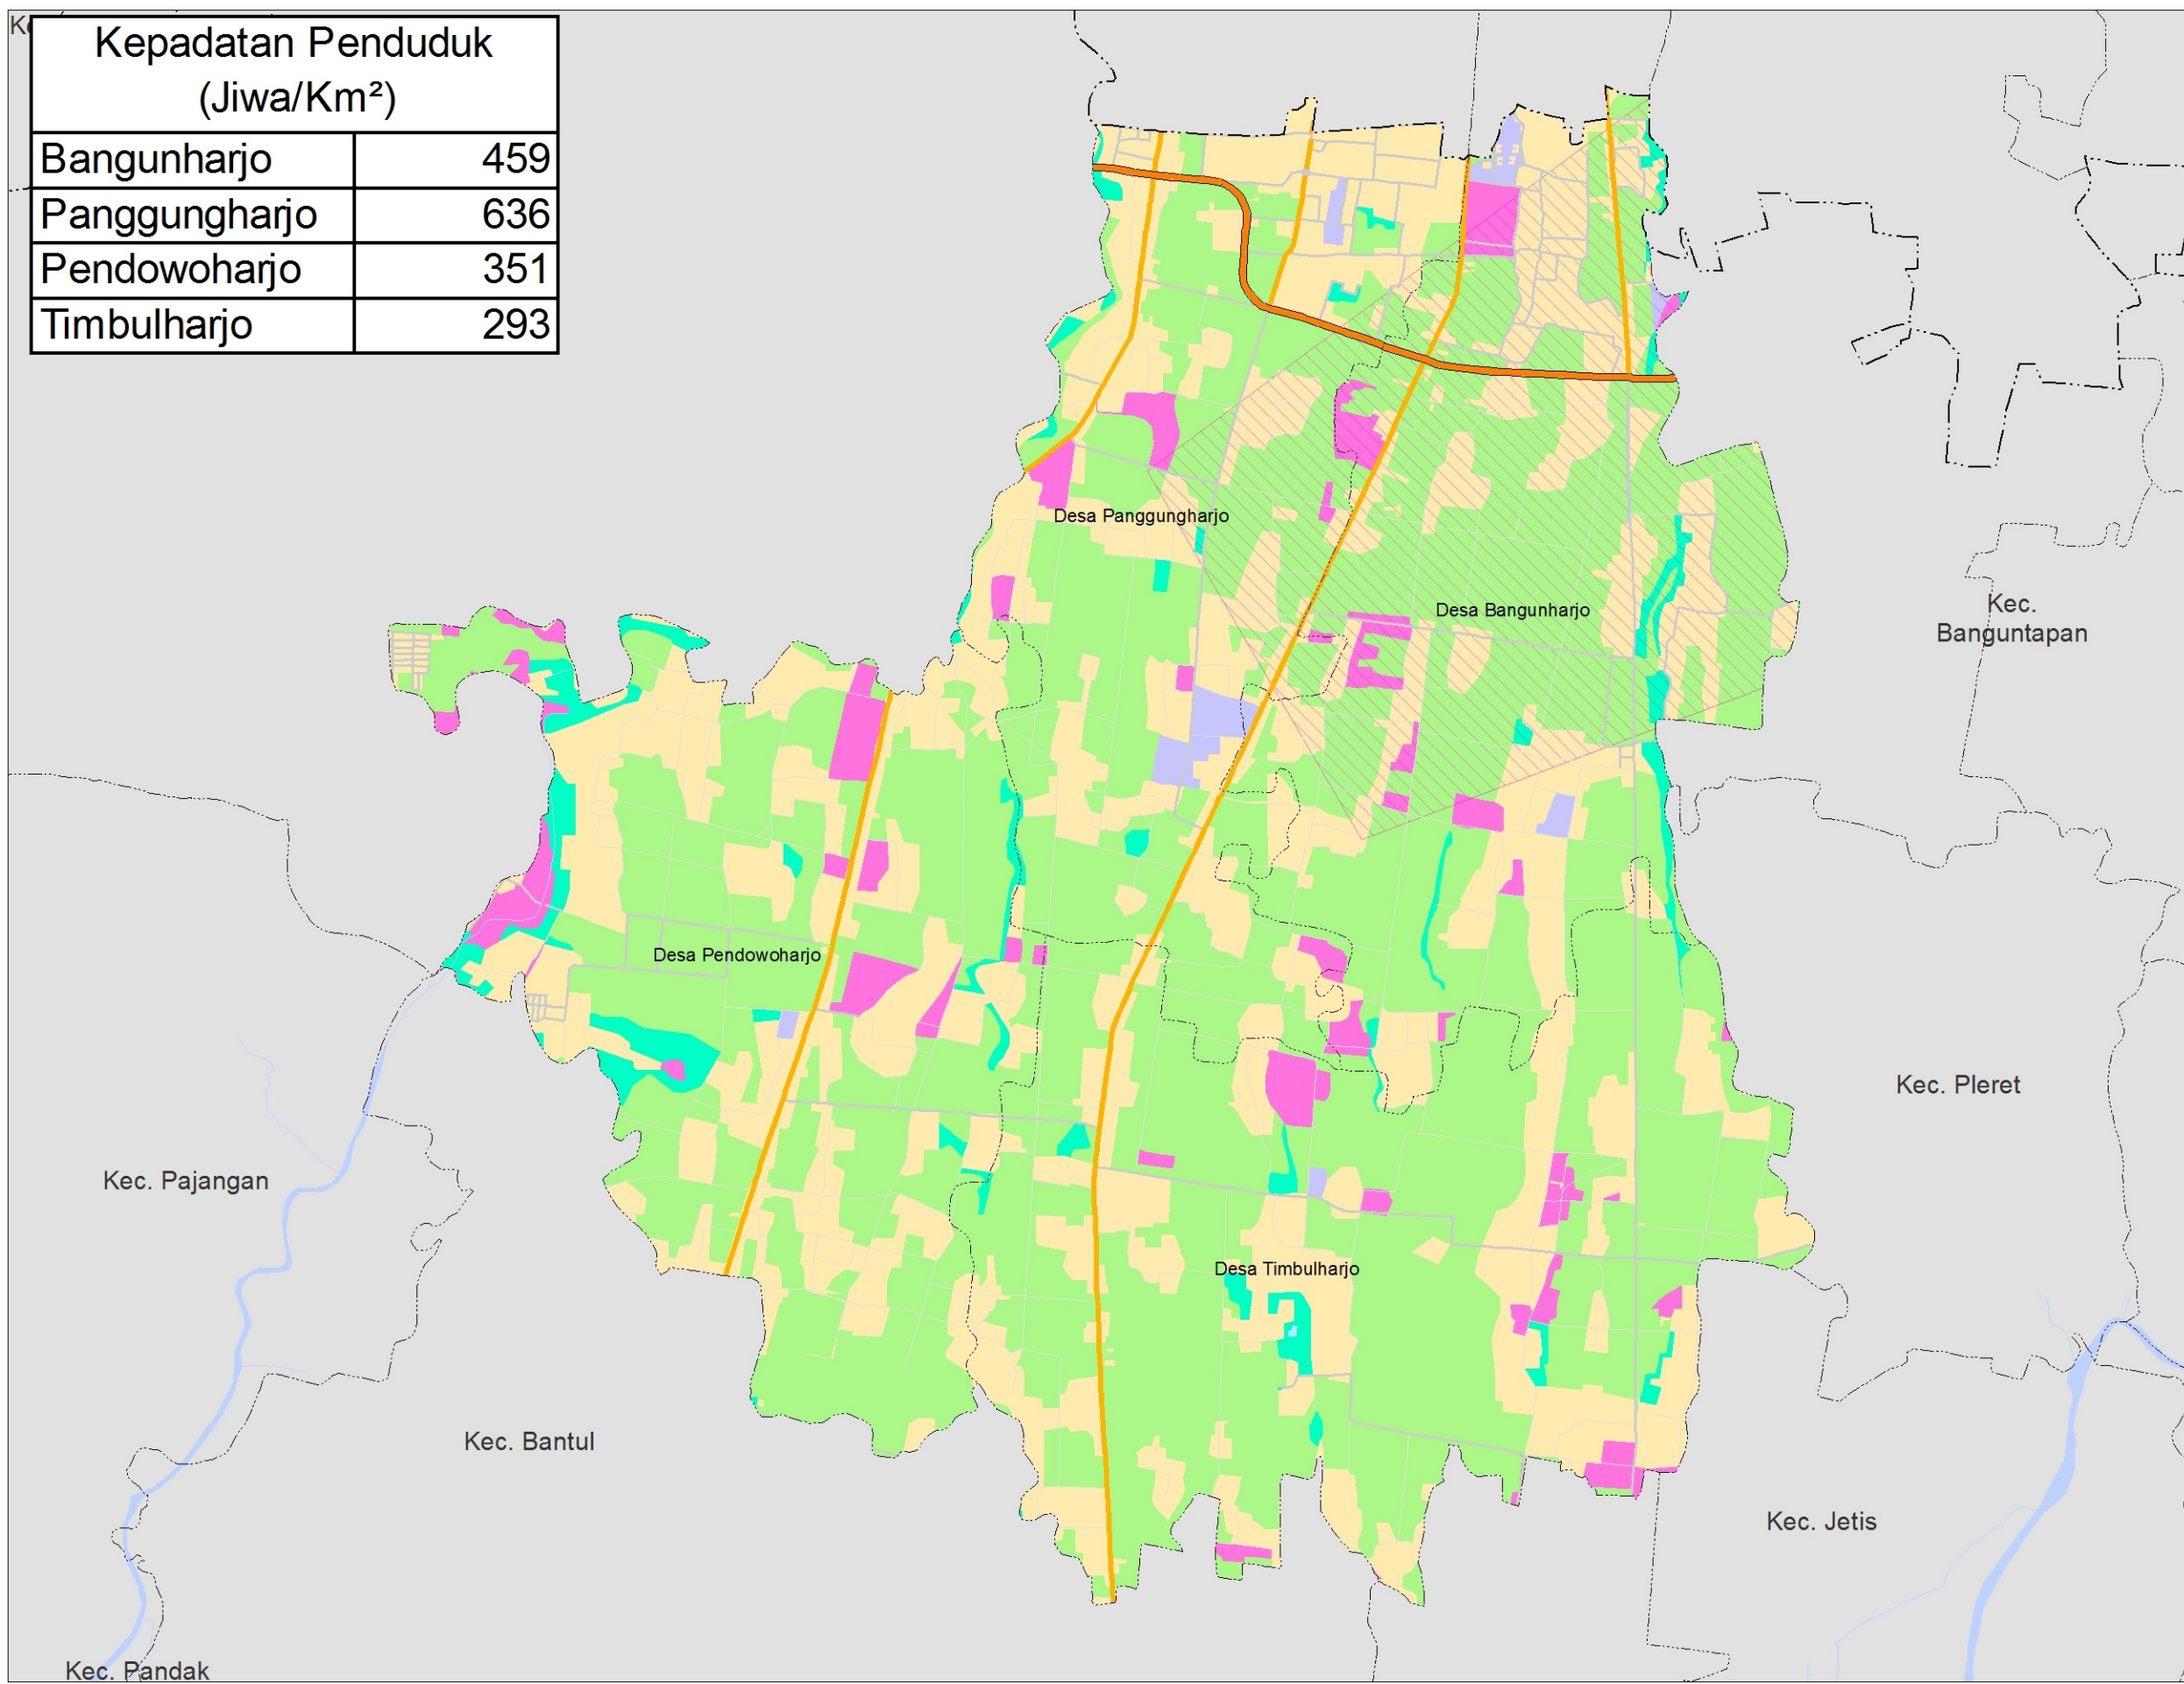 Kepadatan Penduduk
(Jiwa/Km²)
Bangunharjo 459
Panggungharjo 636
Pendowoharjo 351
Timbulharjo 293
Desa Panggungharjo
Desa Bangunharjo
Kec.
Banguntapan
Desa Pendowoharjo
Kec. Pleret
Kec. Pajangan
Desa Timbulharjo
Kec. Bantul
Kec. Jetis
Kec. Pandak